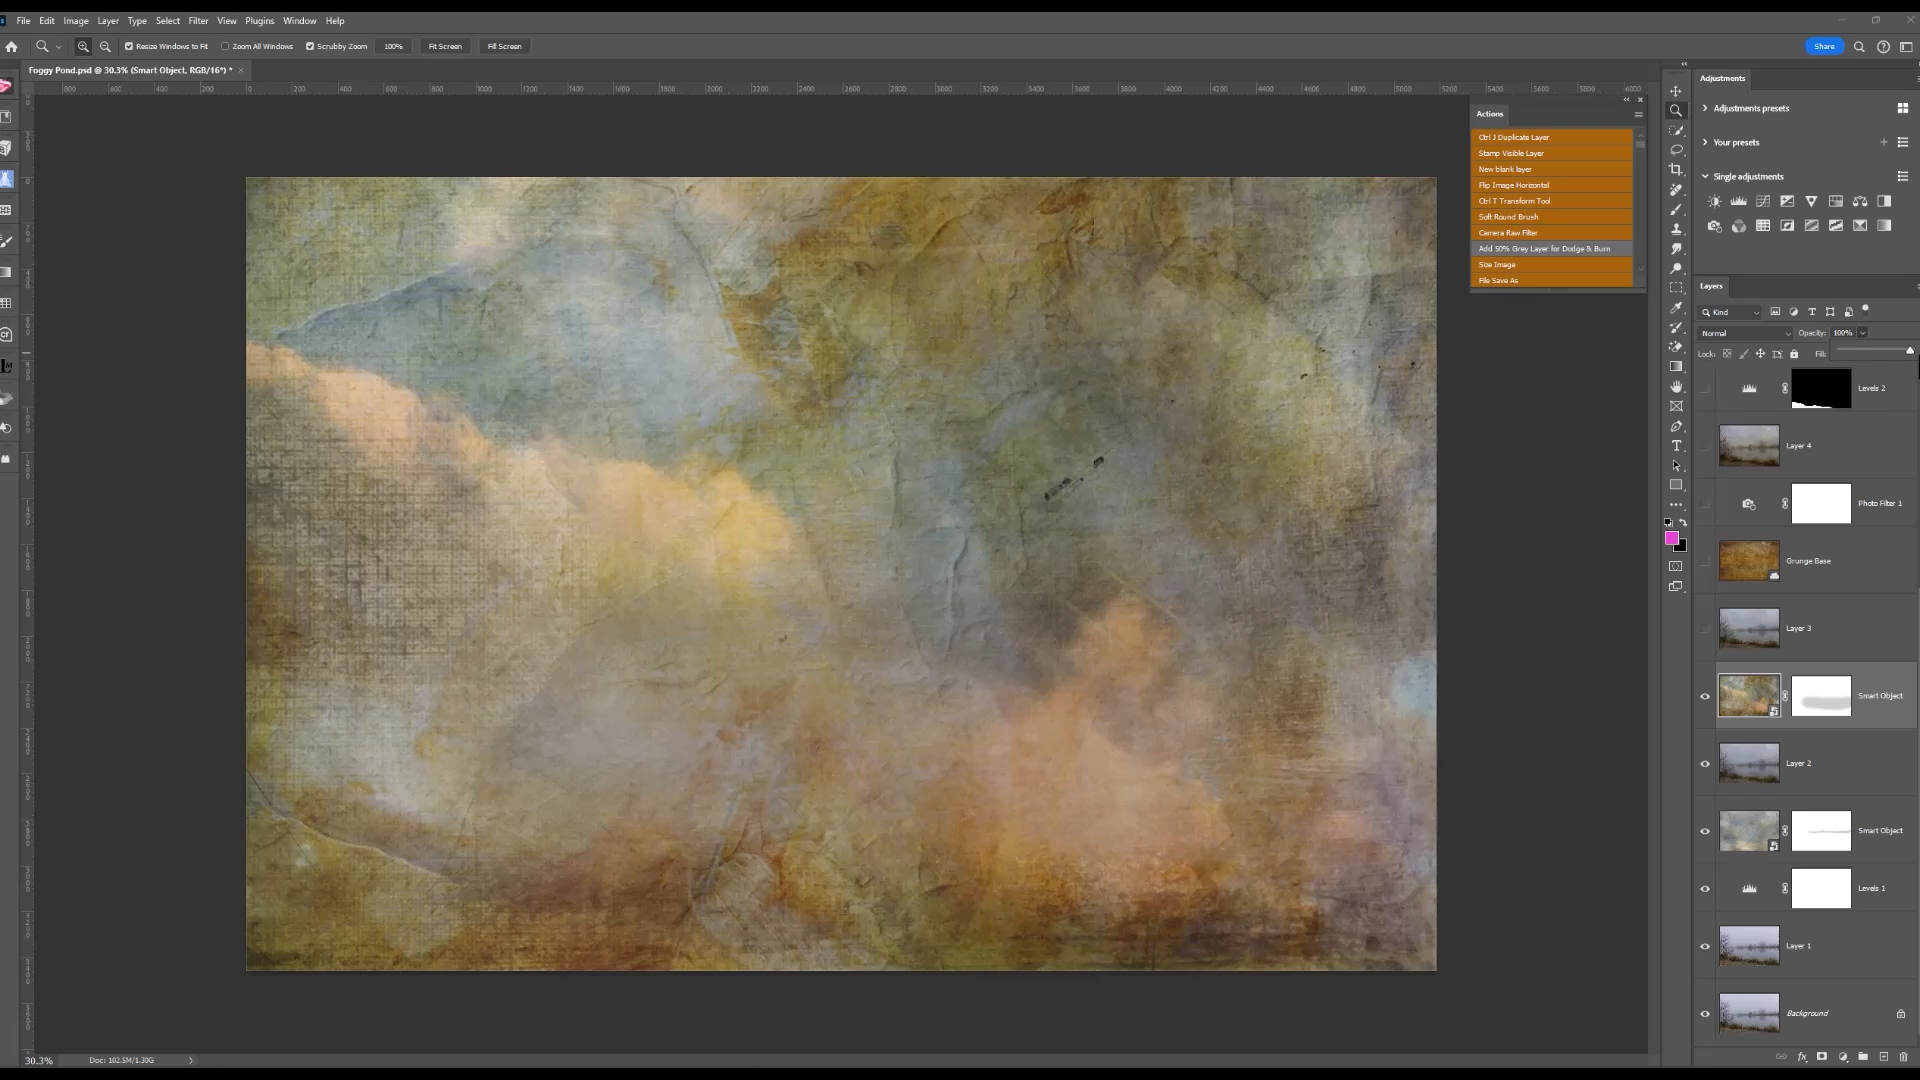 File Edit Image Layer Type Select Filter View Plugins Window Help
Resize Windows to Fit Zoom All Windows Scrubby Zoom 100% Fit Screen Fill Screen Share
Foggy Pond.psd @ 30.3% (Smart Object, RGB/16*) *
Actions
Ctrl J Duplicate Layer
Stamp Visible Layer
New blank layer
Flip Image Horizontal
Ctrl T Transform Tool
Soft Round Brush
Camera Raw Filter
Add 50% Grey Layer for Dodge & Burn
Size Image
File Save As
Adjustments
Adjustments presets
Your presets
Single adjustments
Layers
Kind
Normal Opacity: 100%
Lock: Fill:
Levels 2
Layer 4
Photo Filter 1
Grunge Base
Layer 3
Smart Object
Layer 2
Smart Object
Levels 1
Layer 1
Background
30.3% Doc: 102.5M/1.30G